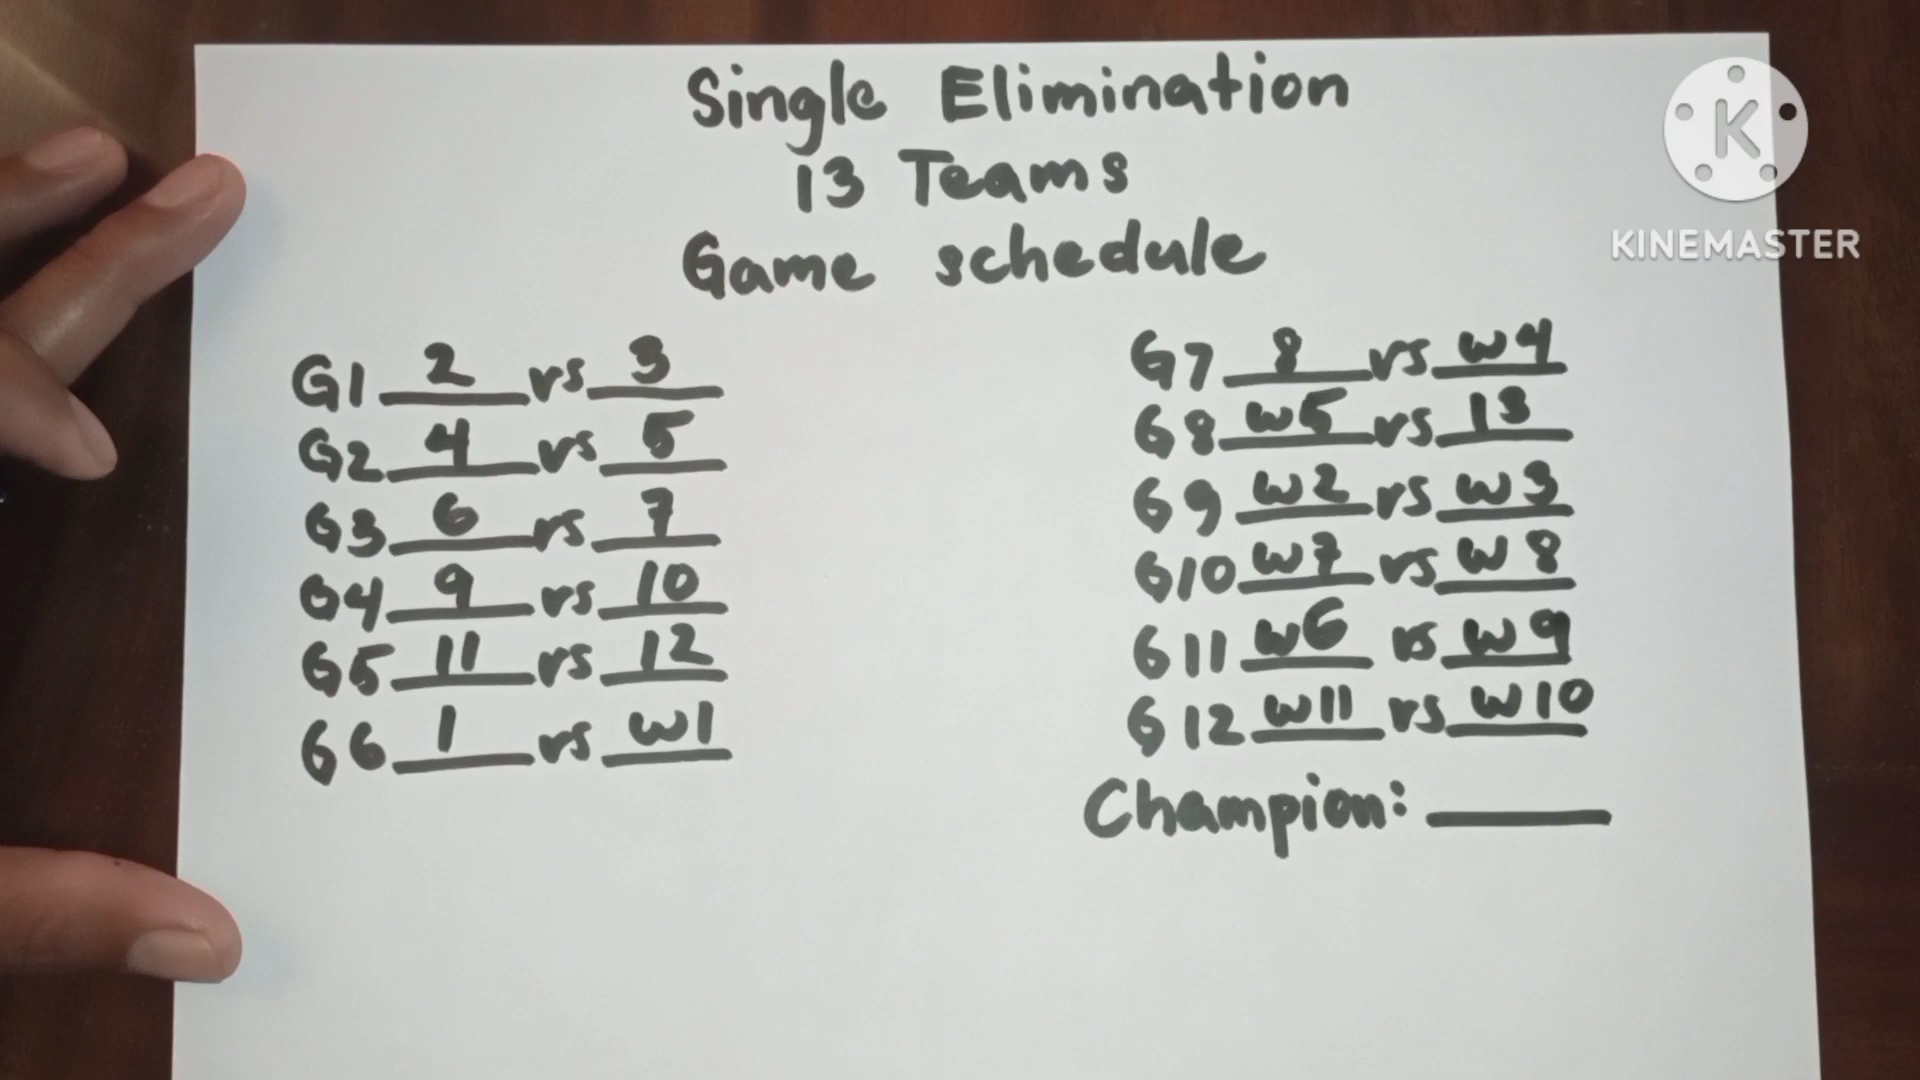 Single Elimination
13 Teams
Game schedule
G1 2 vs 3
G2 4 vs 5
G3 6 vs 7
G4 9 vs 10
G5 11 vs 12
G6 1 vs w1
G7 8 vs w4
G8 w5 vs 13
G9 w2 vs w3
G10 w7 vs w8
G11 w6 vs w9
G12 w11 vs w10
Champion: ____
K
KINEMASTER